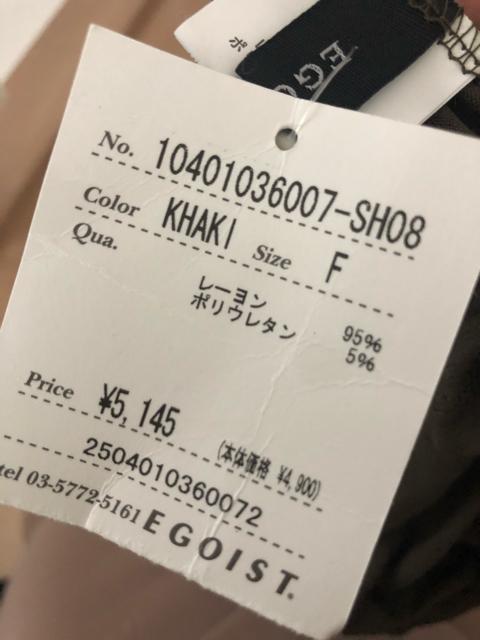 EGO
No. 10401036007-SH08
Color KHAKI Size F
Qua.
レーヨン 95%
ポリウレタン 5%
Price ¥5,145
(本体価格 ¥4,900)
2504010360072
tel 03-5772-5161 EGOIST.